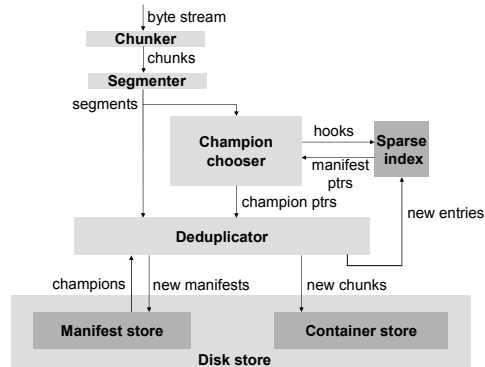 byte stream
Chunker
chunks
Segmenter
segments
Champion
chooser
hooks
Sparse
index
manifest
ptrs
champion ptrs
new entries
Deduplicator
champions
new manifests
new chunks
Manifest store
Container store
Disk store